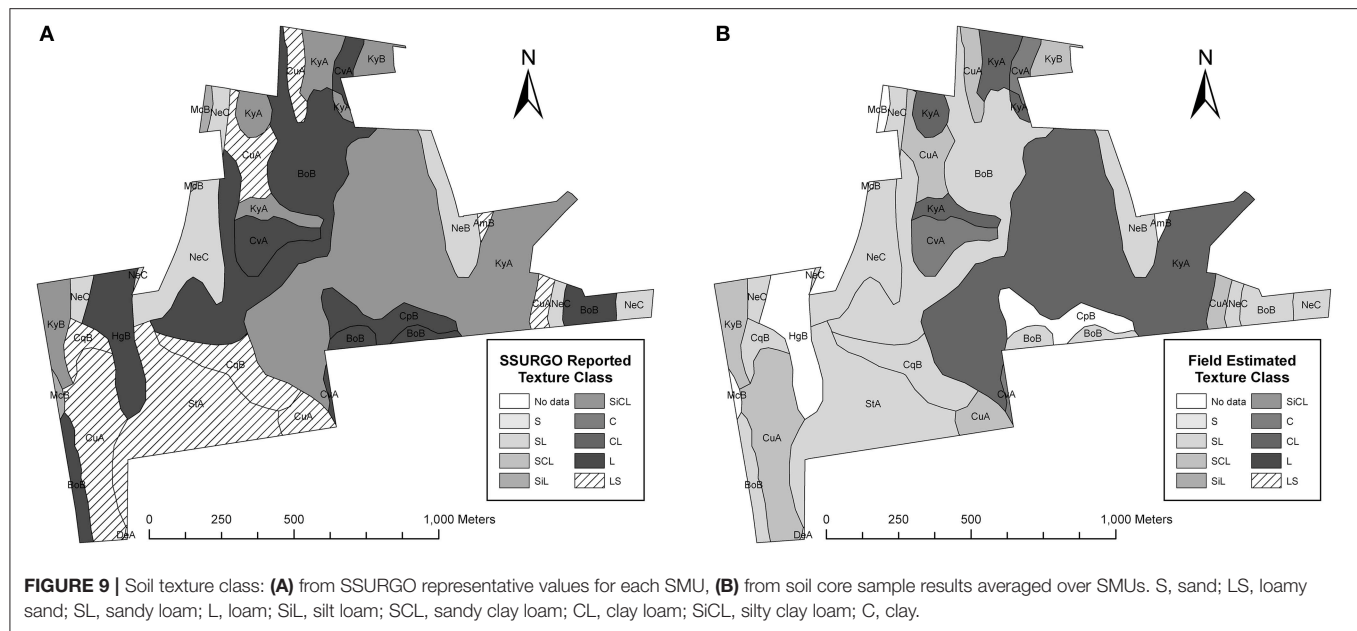 A
N
CuA
KyA
CvA
KyB
McB
NeC
KyA
KyA
CuA
BoB
McB
KyA
CvA
NeC
NeB
AmB
KyA
NeC
NeC
KyB
HgB
CqB
McB
CuA
BoB
DeA
StA
CqB
CuA
CvA
CpB
BoB
BoB
CuA
NeC
BoB
NeC
SSURGO Reported
Texture Class
No data
SiCL
S
C
SL
CL
SCL
L
SiL
LS
0 250 500 1,000 Meters
B
N
CuA
KyA
CvA
KyB
McB
NeC
KyA
KyA
CuA
BoB
McB
KyA
CvA
NeC
NeB
AmB
KyA
NeC
NeC
KyB
HgB
CqB
McB
CuA
BoB
DeA
StA
CqB
CuA
CuA
CpB
BoB
BoB
CuA
NeC
BoB
NeC
Field Estimated
Texture Class
No data
SiCL
S
C
SL
CL
SCL
L
SiL
LS
0 250 500 1,000 Meters
FIGURE 9 | Soil texture class: (A) from SSURGO representative values for each SMU, (B) from soil core sample results averaged over SMUs. S, sand; LS, loamy
sand; SL, sandy loam; L, loam; SiL, silt loam; SCL, sandy clay loam; CL, clay loam; SiCL, silty clay loam; C, clay.